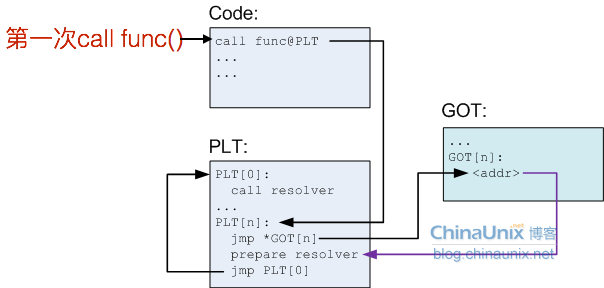 Code:
第一次call func()
call func@PLT
...
...
GOT:
...
GOT[n]:
<addr>
PLT:
PLT[0]:
call resolver
...
PLT[n]:
jmp *GOT[n]
prepare resolver
jmp PLT[0]
ChinaUnix.net 博客
blog.chinaunix.net